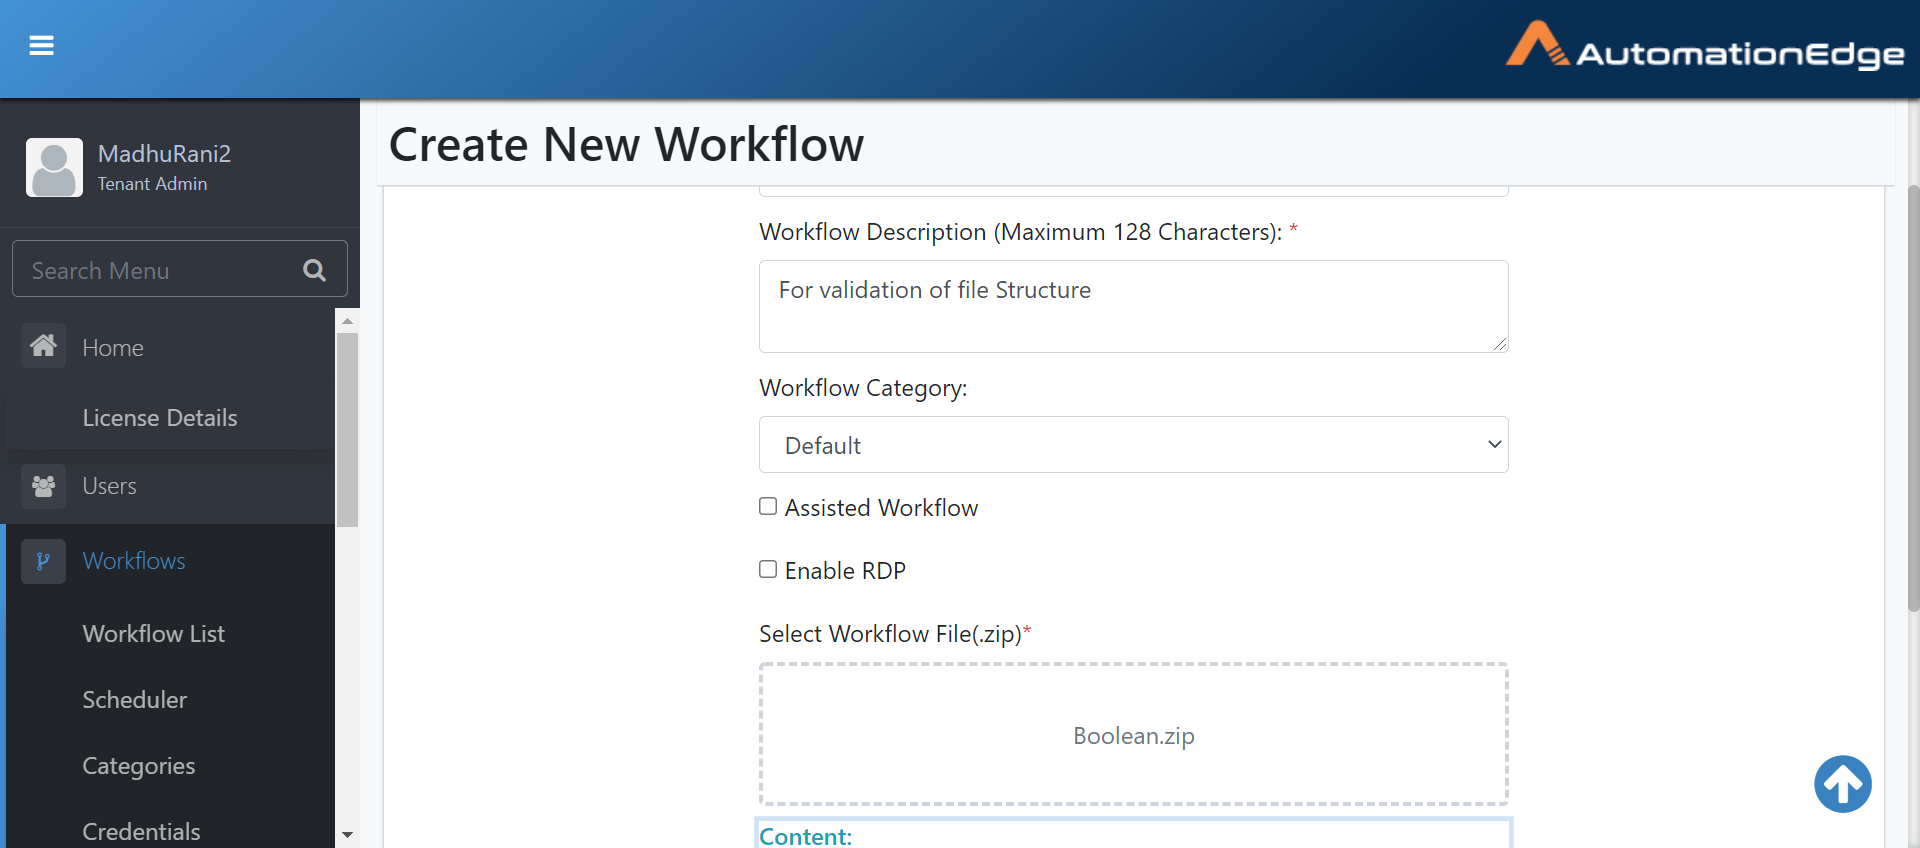 AutomationEdge
MadhuRani2
Tenant Admin
Search Menu
Home
License Details
Users
Workflows
Workflow List
Scheduler
Categories
Credentials
Create New Workflow
Workflow Description (Maximum 128 Characters): *
For validation of file Structure
Workflow Category:
Default
Assisted Workflow
Enable RDP
Select Workflow File(.zip)*
Boolean.zip
Content: